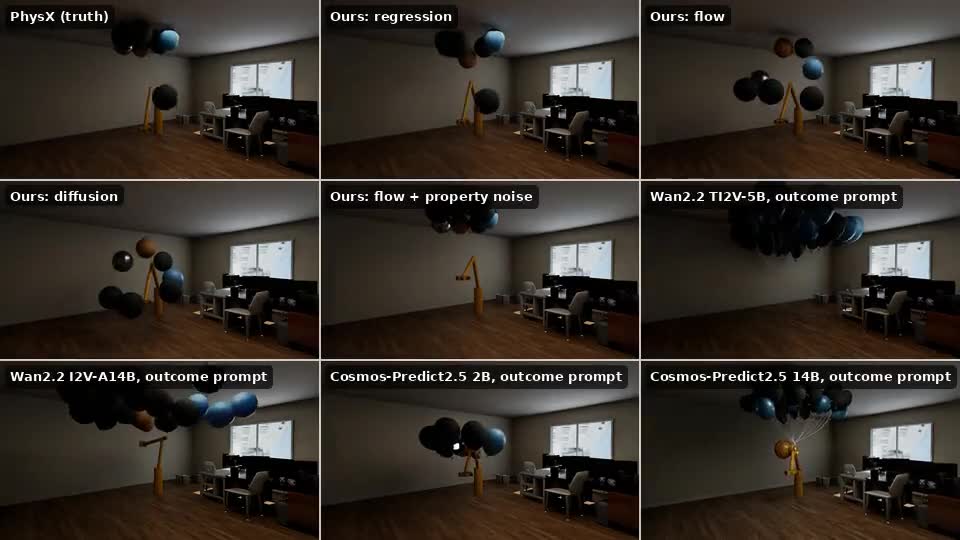 PhysX (truth)
Ours: regression
Ours: flow
Ours: diffusion
Ours: flow + property noise
Wan2.2 TI2V-5B, outcome prompt
Wan2.2 I2V-A14B, outcome prompt
Cosmos-Predict2.5 2B, outcome prompt
Cosmos-Predict2.5 14B, outcome prompt